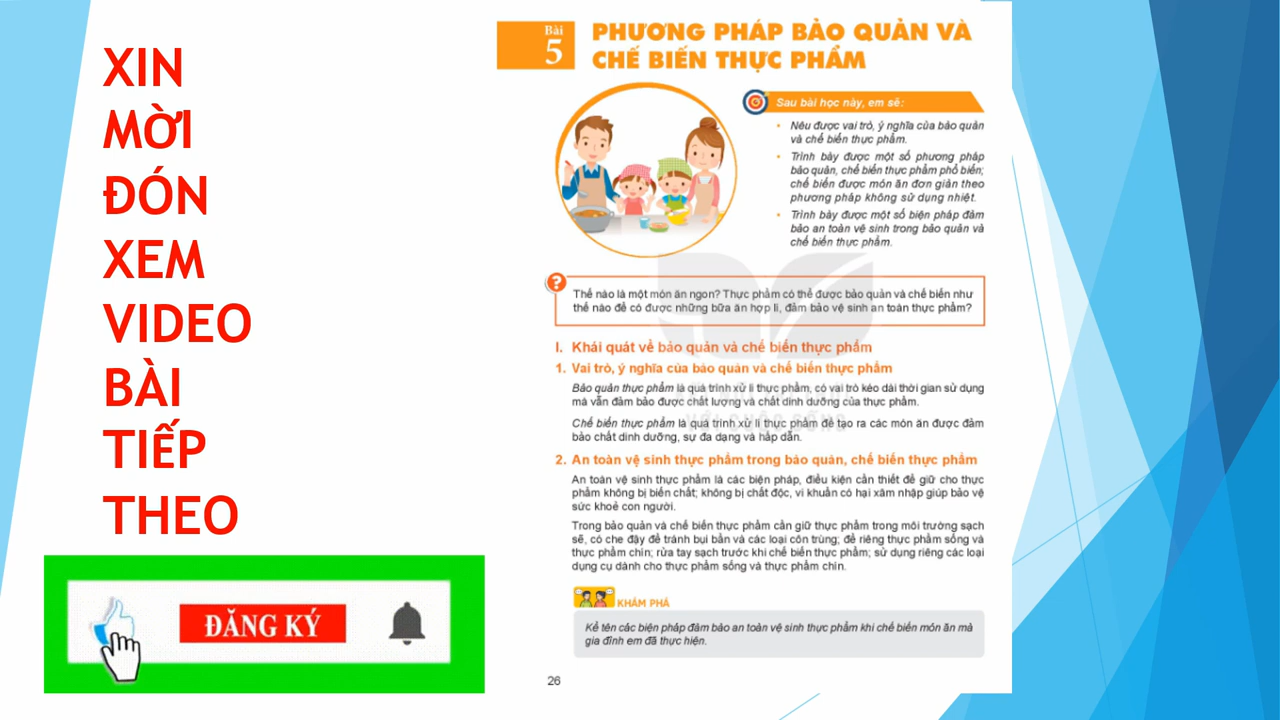 XIN
MỜI
ĐÓN
XEM
VIDEO
BÀI
TIẾP
THEO
ĐĂNG KÝ
Bài
5
PHƯƠNG PHÁP BẢO QUẢN VÀ
CHẾ BIẾN THỰC PHẨM
Sau bài học này, em sẽ:
• Nêu được vai trò, ý nghĩa của bảo quản
và chế biến thực phẩm.
• Trình bày được một số phương pháp
bảo quản, chế biến thực phẩm phổ biến;
chế biến được món ăn đơn giản theo
phương pháp không sử dụng nhiệt.
• Trình bày được một số biện pháp đảm
bảo an toàn vệ sinh trong bảo quản và
chế biến thực phẩm.
?
Thế nào là một món ăn ngon? Thực phẩm có thể được bảo quản và chế biến như
thế nào để có được những bữa ăn hợp lí, đảm bảo vệ sinh an toàn thực phẩm?
I. Khái quát về bảo quản và chế biến thực phẩm
1. Vai trò, ý nghĩa của bảo quản và chế biến thực phẩm
Bảo quản thực phẩm là quá trình xử lí thực phẩm, có vai trò kéo dài thời gian sử dụng
mà vẫn đảm bảo được chất lượng và chất dinh dưỡng của thực phẩm.
VỚI CUỘC SỐNG
Chế biến thực phẩm là quá trình xử lí thực phẩm để tạo ra các món ăn được đảm
bảo chất dinh dưỡng, sự đa dạng và hấp dẫn.
2. An toàn vệ sinh thực phẩm trong bảo quản, chế biến thực phẩm
An toàn vệ sinh thực phẩm là các biện pháp, điều kiện cần thiết để giữ cho thực
phẩm không bị biến chất; không bị chất độc, vi khuẩn có hại xâm nhập giúp bảo vệ
sức khoẻ con người.
Trong bảo quản và chế biến thực phẩm cần giữ thực phẩm trong môi trường sạch
sẽ, có che đậy để tránh bụi bẩn và các loại côn trùng; để riêng thực phẩm sống và
thực phẩm chín; rửa tay sạch trước khi chế biến thực phẩm; sử dụng riêng các loại
dụng cụ dành cho thực phẩm sống và thực phẩm chín.
KHÁM PHÁ
Kể tên các biện pháp đảm bảo an toàn vệ sinh thực phẩm khi chế biến món ăn mà
gia đình em đã thực hiện.
26